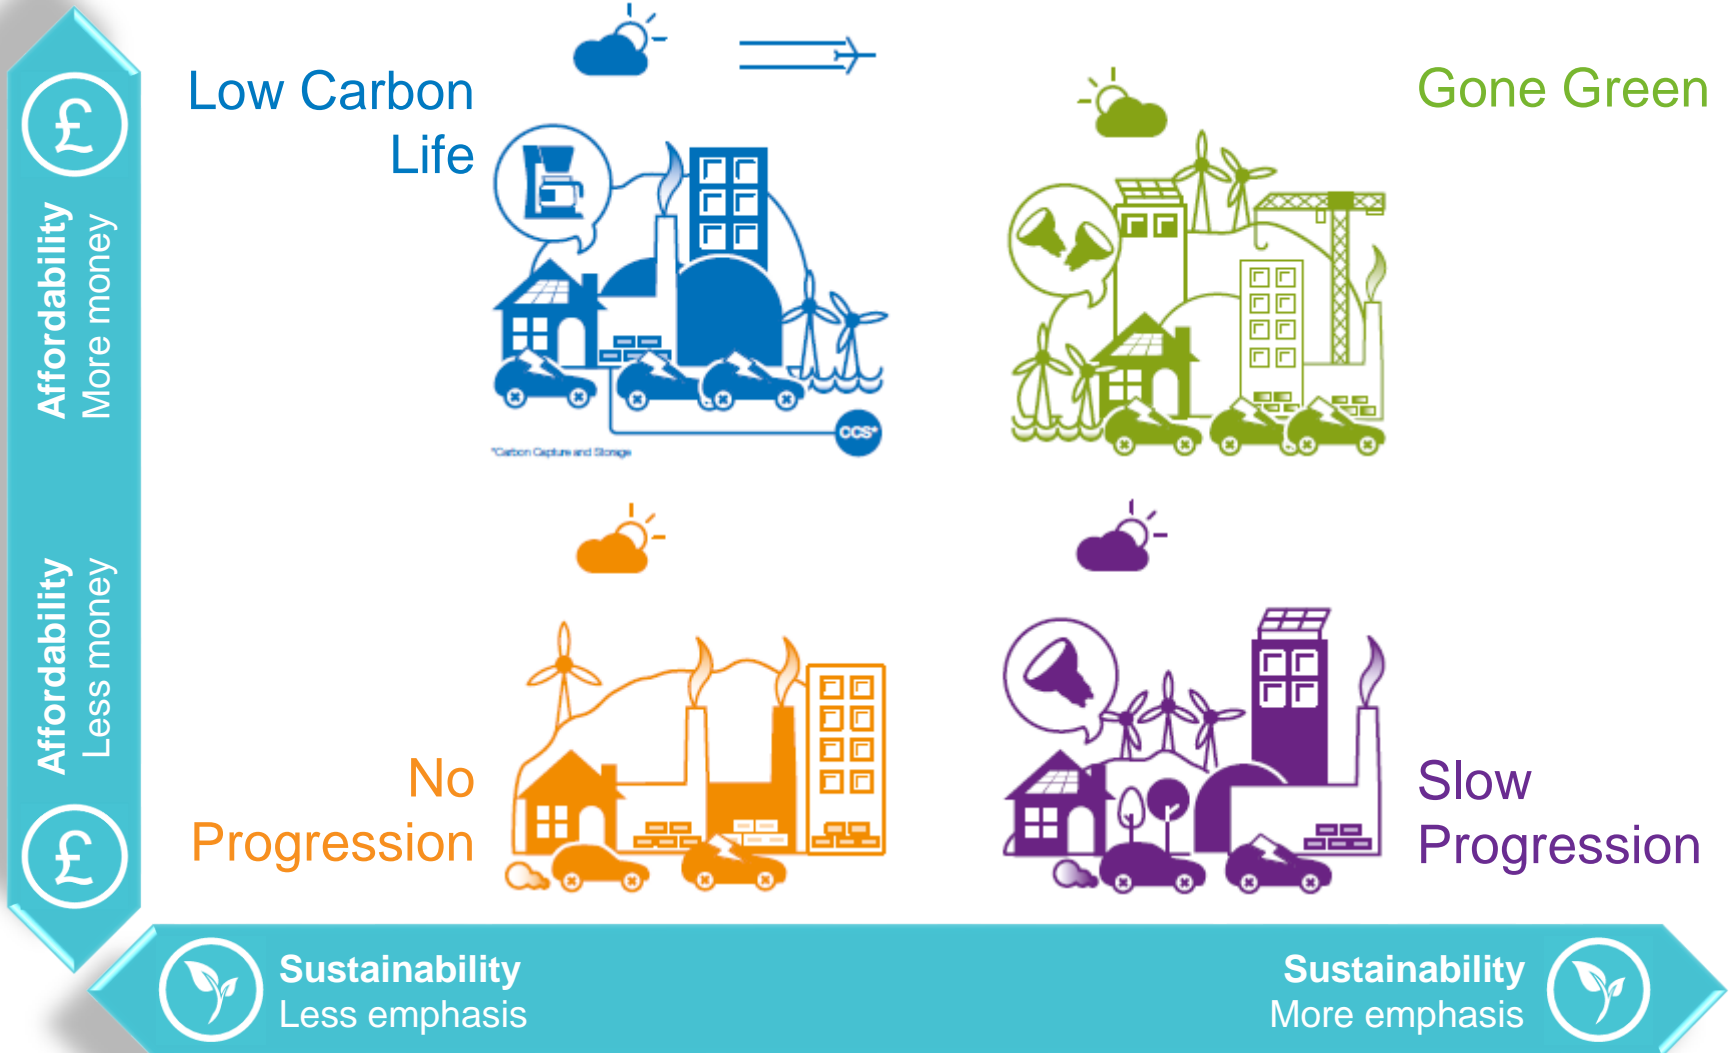 £
Affordability
More money
Low Carbon
Life
Gone Green
CCS*
*Carbon Capture and Storage
Affordability
Less money
£
No
Progression
Slow
Progression
Sustainability
Less emphasis
Sustainability
More emphasis